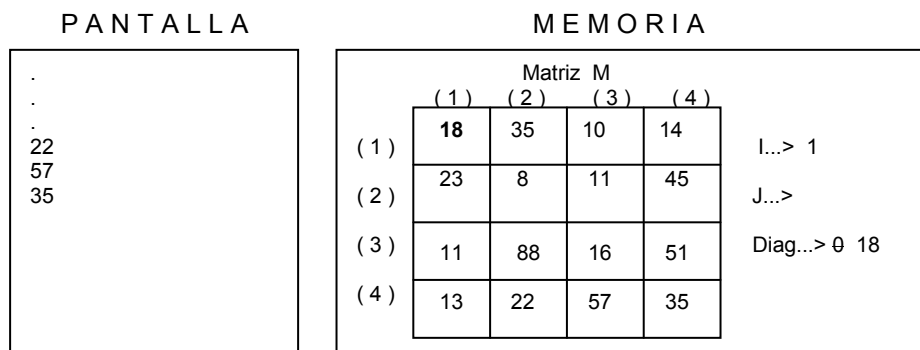 PANTALLA
.
.
.
22
57
35
MEMORIA
Matriz M
(1) (2) (3) (4)
(1) 18 35 10 14
(2) 23 8 11 45
(3) 11 88 16 51
(4) 13 22 57 35
I...> 1
J...>
Diag...> 0 18